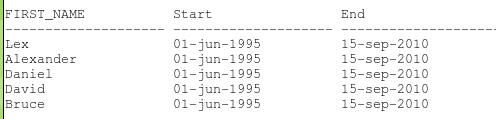 FIRST_NAME Start End
-------------------- -------------------- --------------------
Lex 01-jun-1995 15-sep-2010
Alexander 01-jun-1995 15-sep-2010
Daniel 01-jun-1995 15-sep-2010
David 01-jun-1995 15-sep-2010
Bruce 01-jun-1995 15-sep-2010